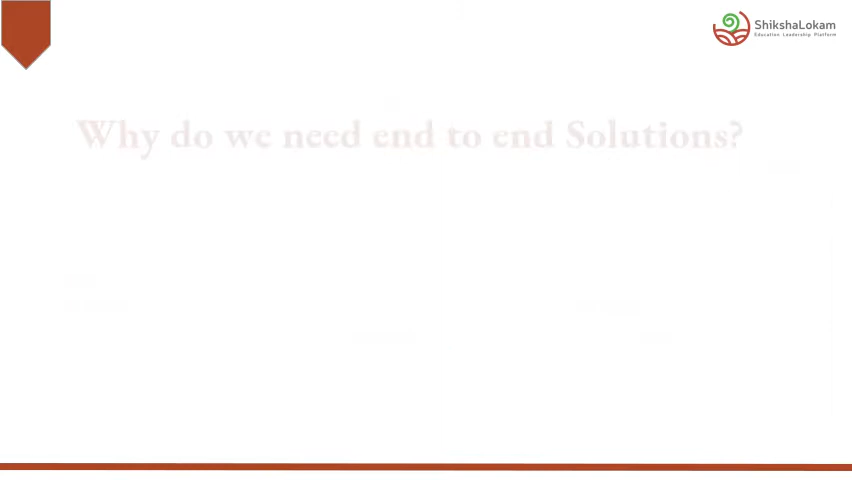 ShikshaLokam
Education Leadership Platform
Why do we need end to end Solutions?